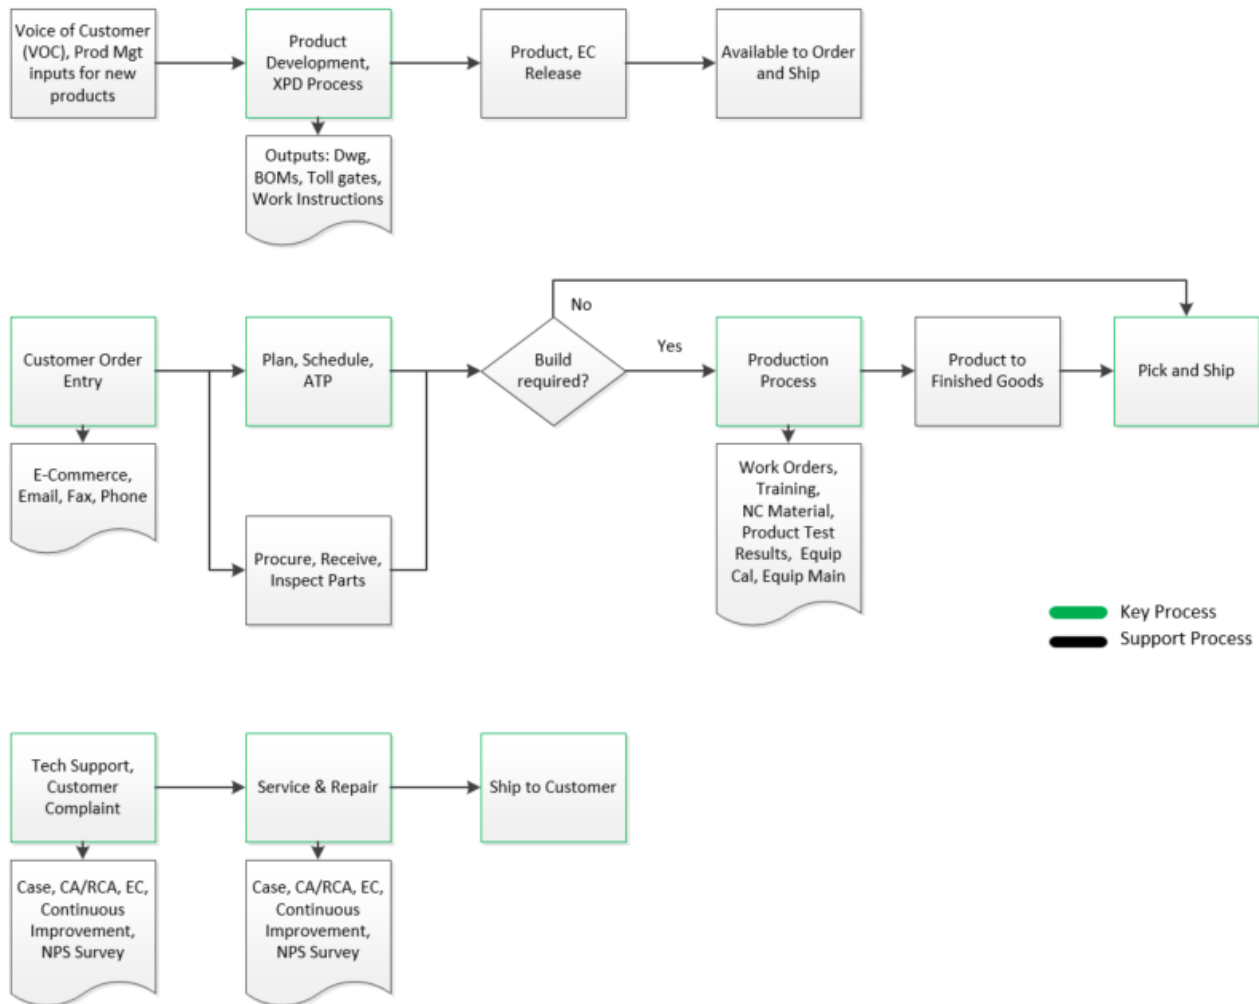 Voice of Customer
(VOC), Prod Mgt
inputs for new
products
Product
Development,
XPD Process
Product, EC
Release
Available to Order
and Ship
Outputs: Dwg,
BOMs, Toll gates,
Work Instructions
No
Customer Order
Entry
Plan, Schedule,
ATP
Build
required?
Yes
Production
Process
Product to
Finished Goods
Pick and Ship
E-Commerce,
Email, Fax, Phone
Procure, Receive,
Inspect Parts
Work Orders,
Training,
NC Material,
Product Test
Results, Equip
Cal, Equip Main
Key Process
Support Process
Tech Support,
Customer
Complaint
Service & Repair
Ship to Customer
Case, CA/RCA, EC,
Continuous
Improvement,
NPS Survey
Case, CA/RCA, EC,
Continuous
Improvement,
NPS Survey